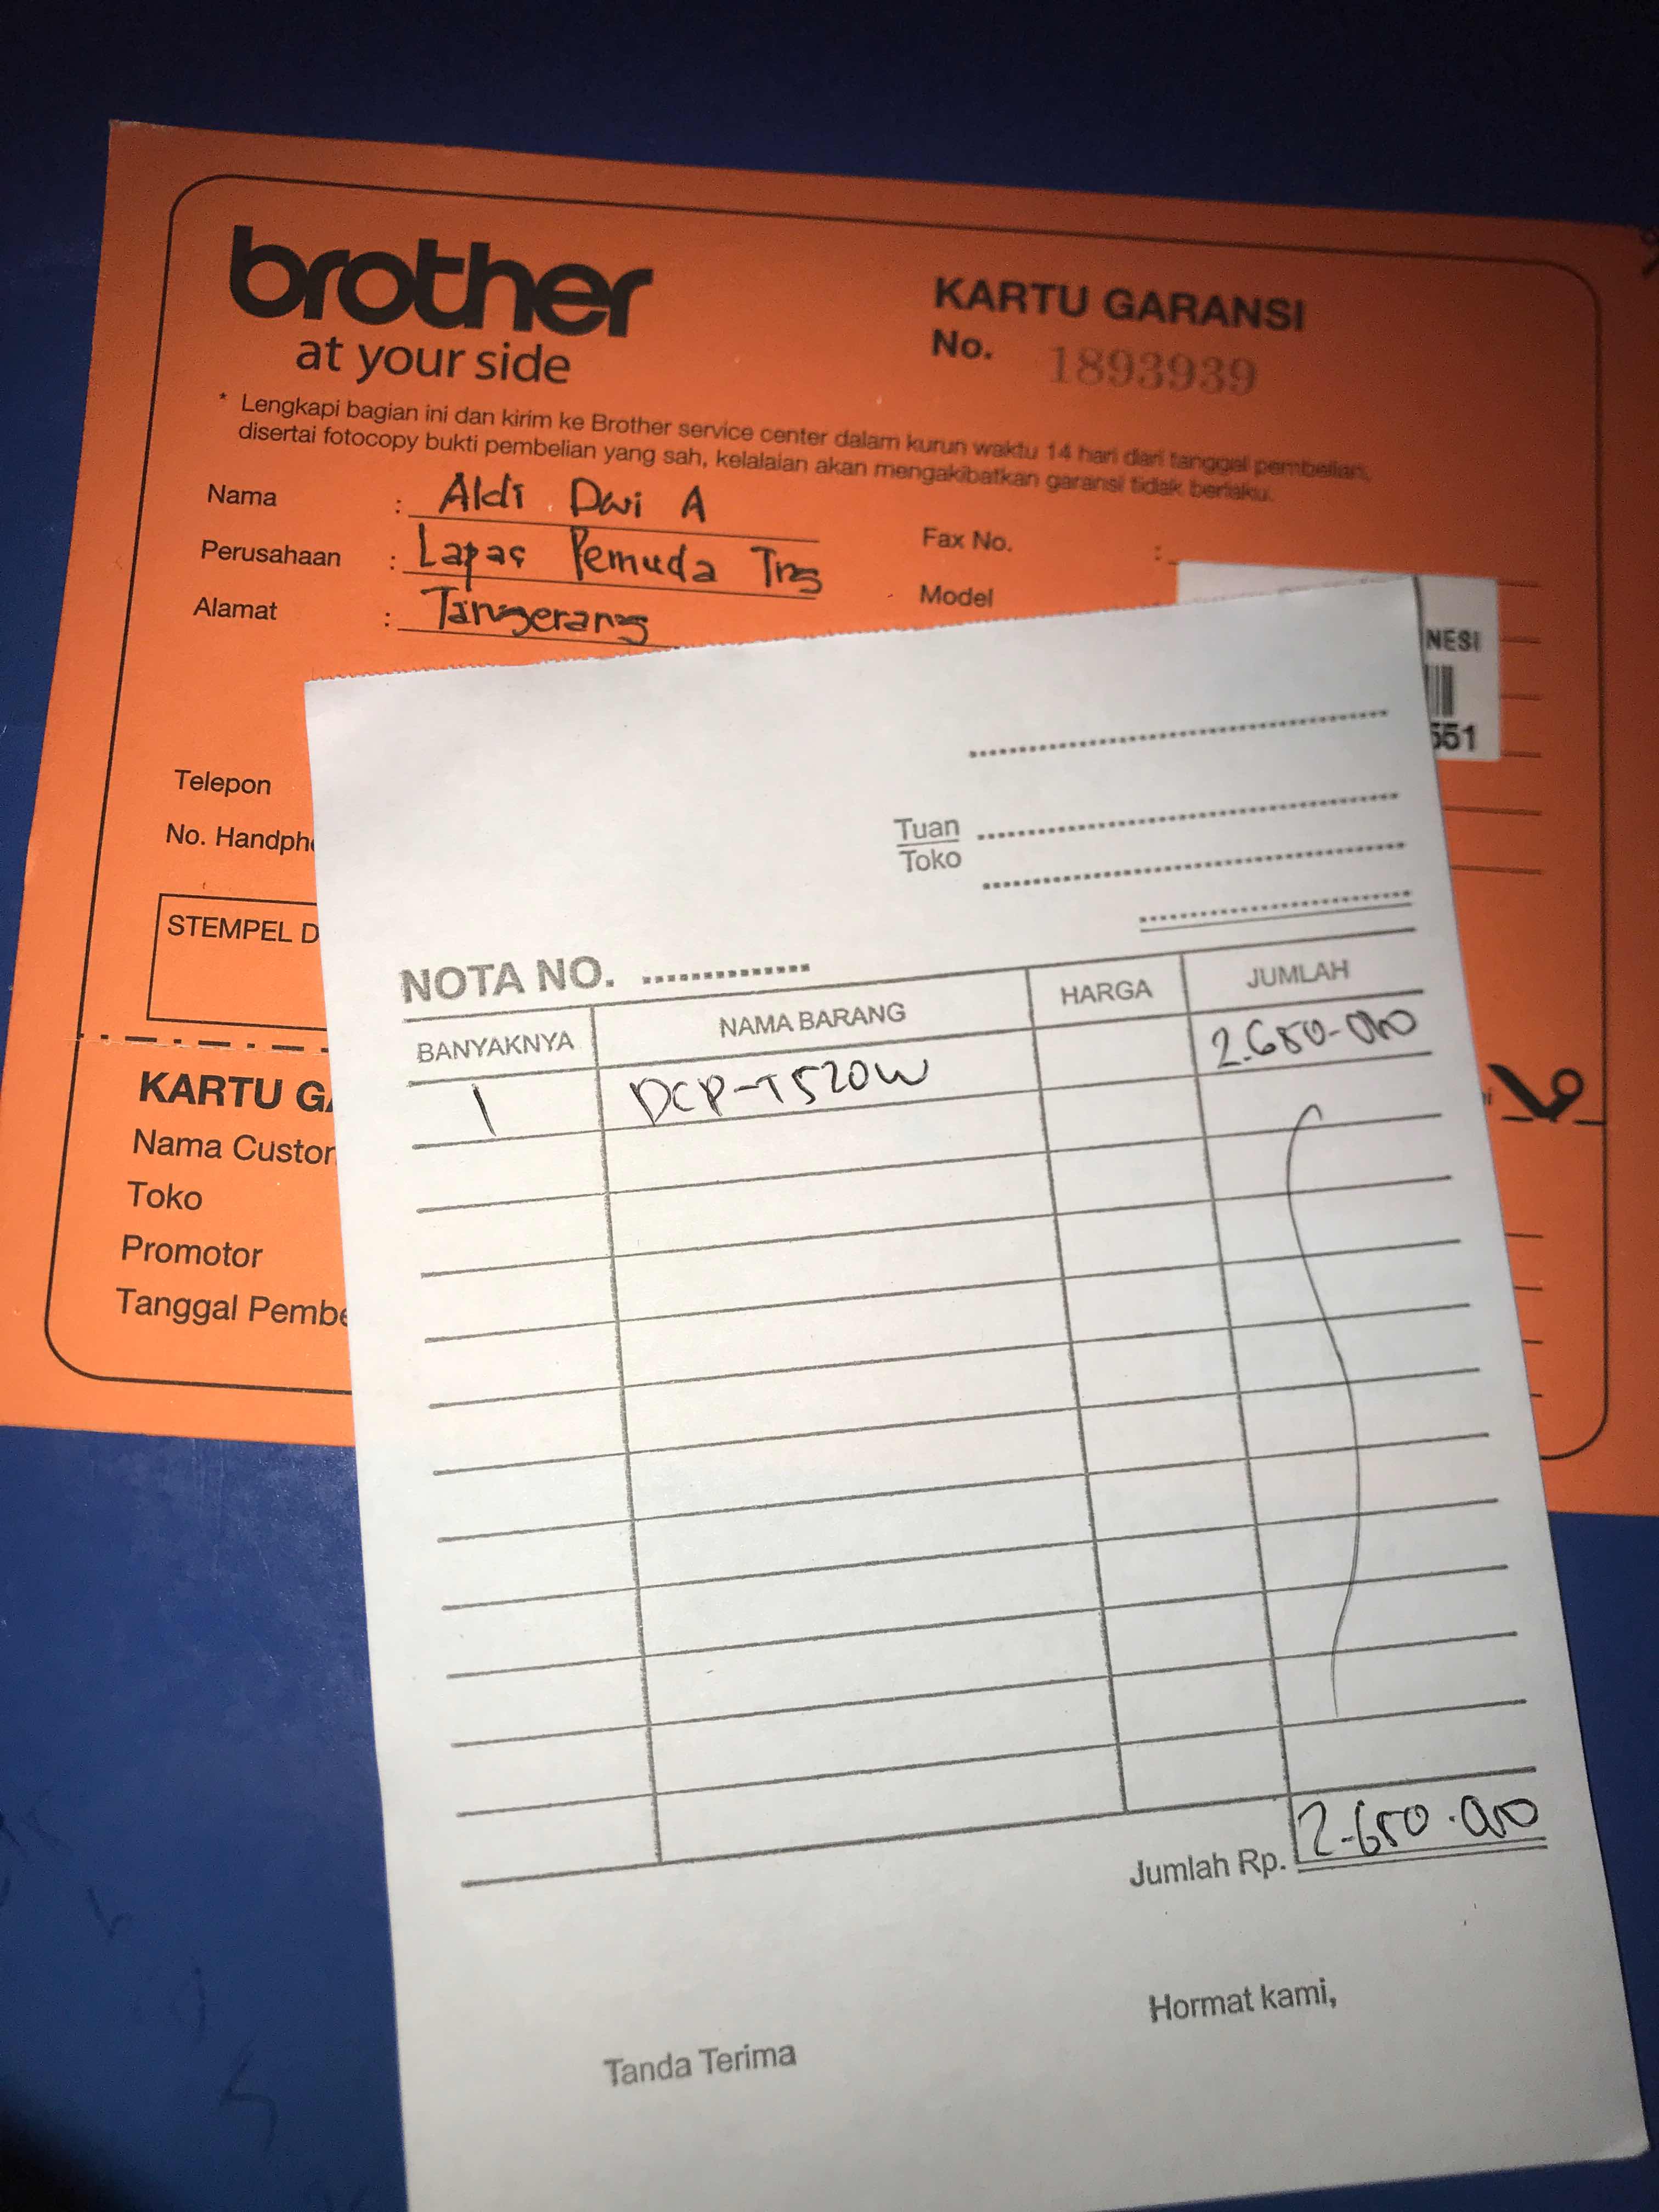 brother
at your side
KARTU GARANSI
No. 1893939
* Lengkapi bagian ini dan kirim ke Brother service center dalam kurun waktu 14 hari dari tanggal pembelian,
disertai fotocopy bukti pembelian yang sah, kelalaian akan mengakibatkan garansi tidak berlaku.
Nama : Aldi Dwi A
Perusahaan : Lapas Pemuda Tng
Alamat : Tangerang
Fax No. :
Model
NESI
551
Telepon
No. Handph
STEMPEL D
KARTU GA
Nama Custom
Toko
Promotor
Tanggal Pembe
Tuan
Toko
NOTA NO.
BANYAKNYA NAMA BARANG HARGA JUMLAH
1 DCP-T520W 2.650.000
Jumlah Rp. 2.650.000
Tanda Terima
Hormat kami,